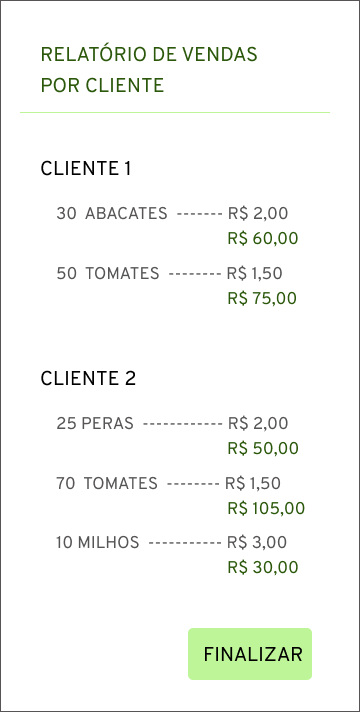 RELATÓRIO DE VENDAS
POR CLIENTE
CLIENTE 1
30 ABACATES ------- R$ 2,00
R$ 60,00
50 TOMATES -------- R$ 1,50
R$ 75,00
CLIENTE 2
25 PERAS ------------ R$ 2,00
R$ 50,00
70 TOMATES -------- R$ 1,50
R$ 105,00
10 MILHOS ----------- R$ 3,00
R$ 30,00
FINALIZAR